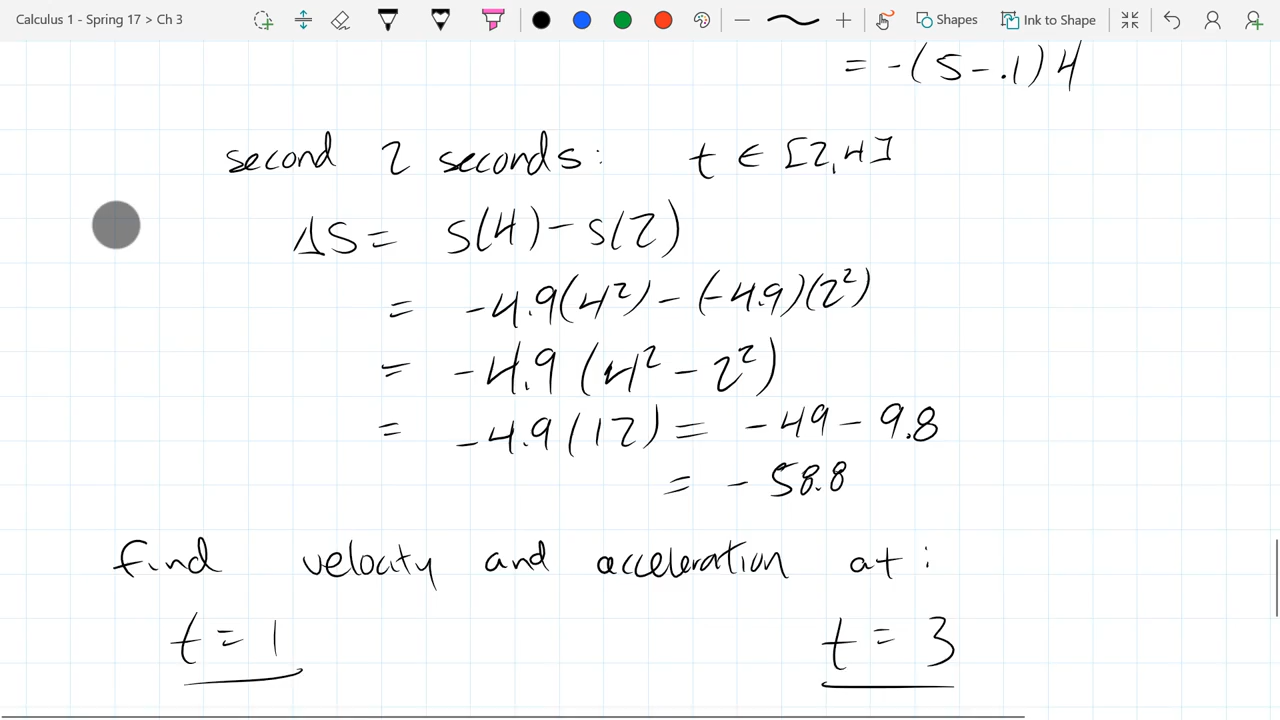 Calculus 1 - Spring 17 > Ch 3 Shapes Ink to Shape
= -(5-.1)4
second 2 seconds: t ∈ [2,4]
ΔS = s(4) - s(2)
= -4.9(4²) - (-4.9)(2²)
= -4.9 (4² - 2²)
= -4.9(12) = -49 - 9.8
= -58.8
find velocity and acceleration at:
t = 1 t = 3